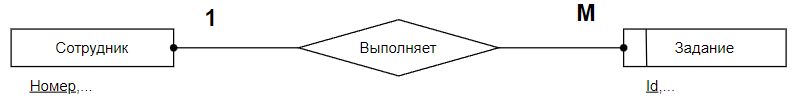 1
M
Сотрудник
Выполняет
Задание
Номер,...
Id,...